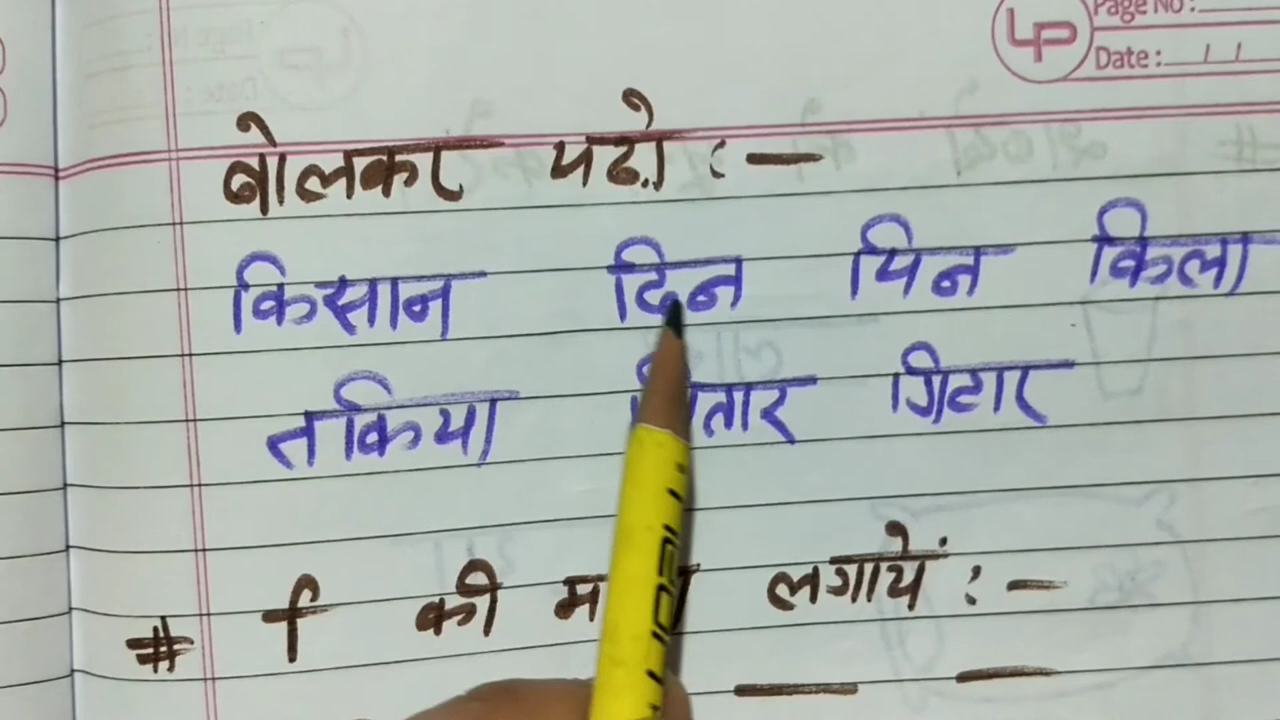 Page No :
LP
Date :
बोलकर पढ़ो :-
किसान दिन पिन किला
तकिया गिटार
# ि की लगायें :-